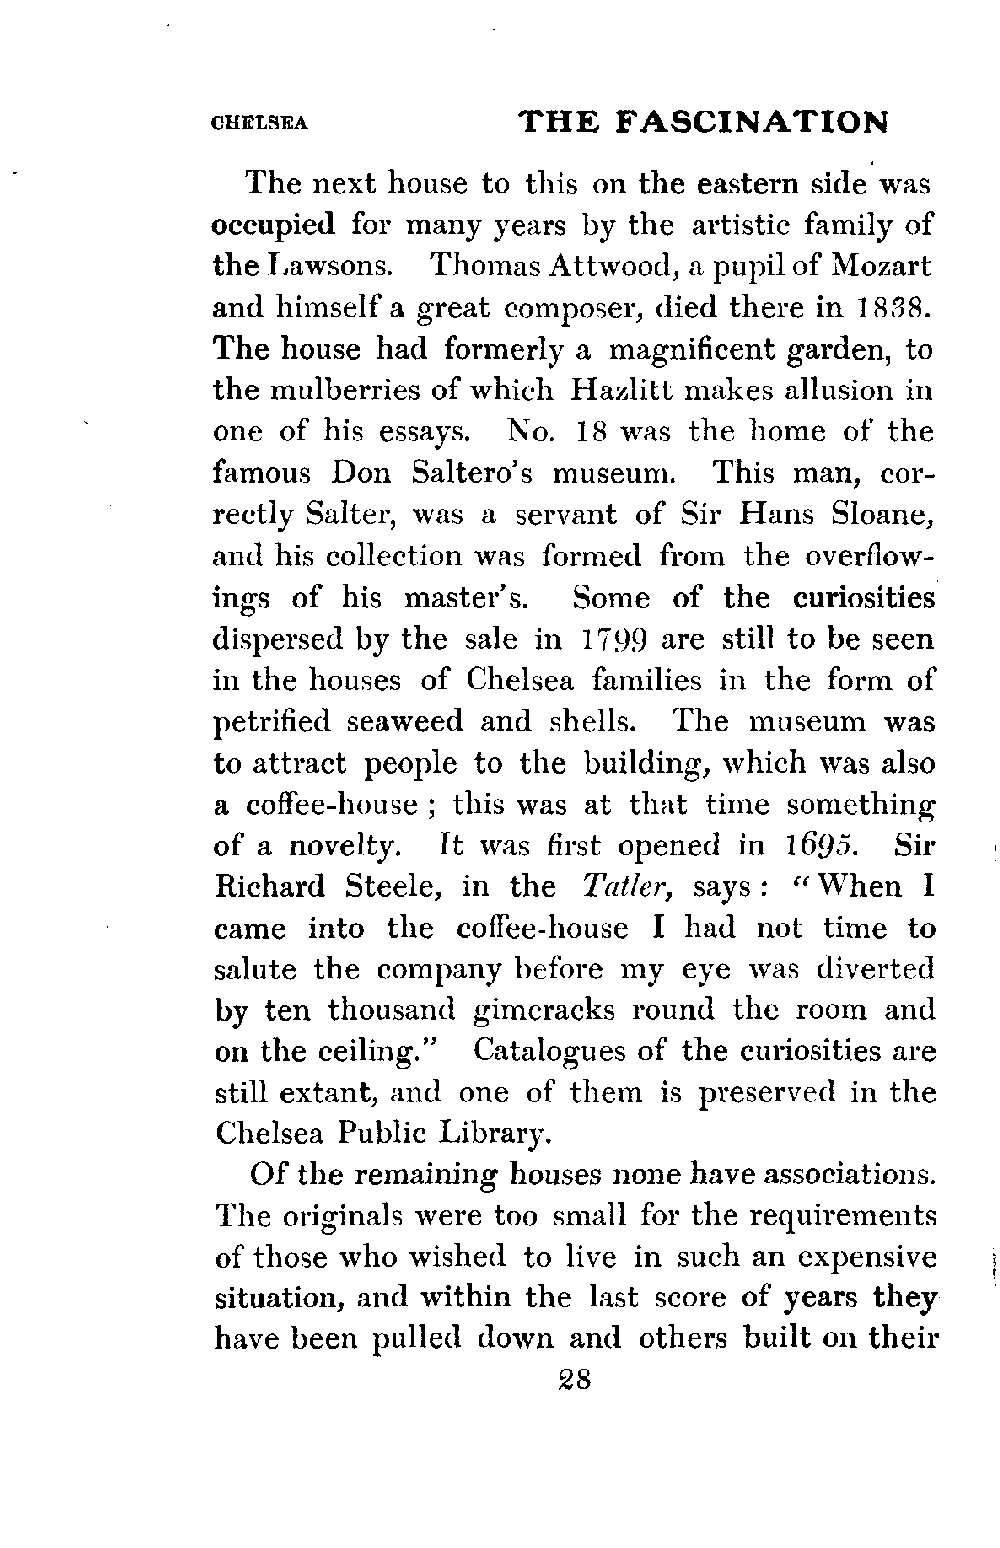 CHELSEA THE FASCINATION
The next house to this on the eastern side was
occupied for many years by the artistic family of
the Lawsons. Thomas Attwood, a pupil of Mozart
and himself a great composer, died there in 1838.
The house had formerly a magnificent garden, to
the mulberries of which Hazlitt makes allusion in
one of his essays. No. 18 was the home of the
famous Don Saltero's museum. This man, cor-
rectly Salter, was a servant of Sir Hans Sloane,
and his collection was formed from the overflow-
ings of his master's. Some of the curiosities
dispersed by the sale in 1799 are still to be seen
in the houses of Chelsea families in the form of
petrified seaweed and shells. The museum was
to attract people to the building, which was also
a coffee-house ; this was at that time something
of a novelty. It was first opened in 1695. Sir
Richard Steele, in the Tatler, says : "When I
came into the coffee-house I had not time to
salute the company before my eye was diverted
by ten thousand gimcracks round the room and
on the ceiling." Catalogues of the curiosities are
still extant, and one of them is preserved in the
Chelsea Public Library.
Of the remaining houses none have associations.
The originals were too small for the requirements
of those who wished to live in such an expensive
situation, and within the last score of years they
have been pulled down and others built on their
28